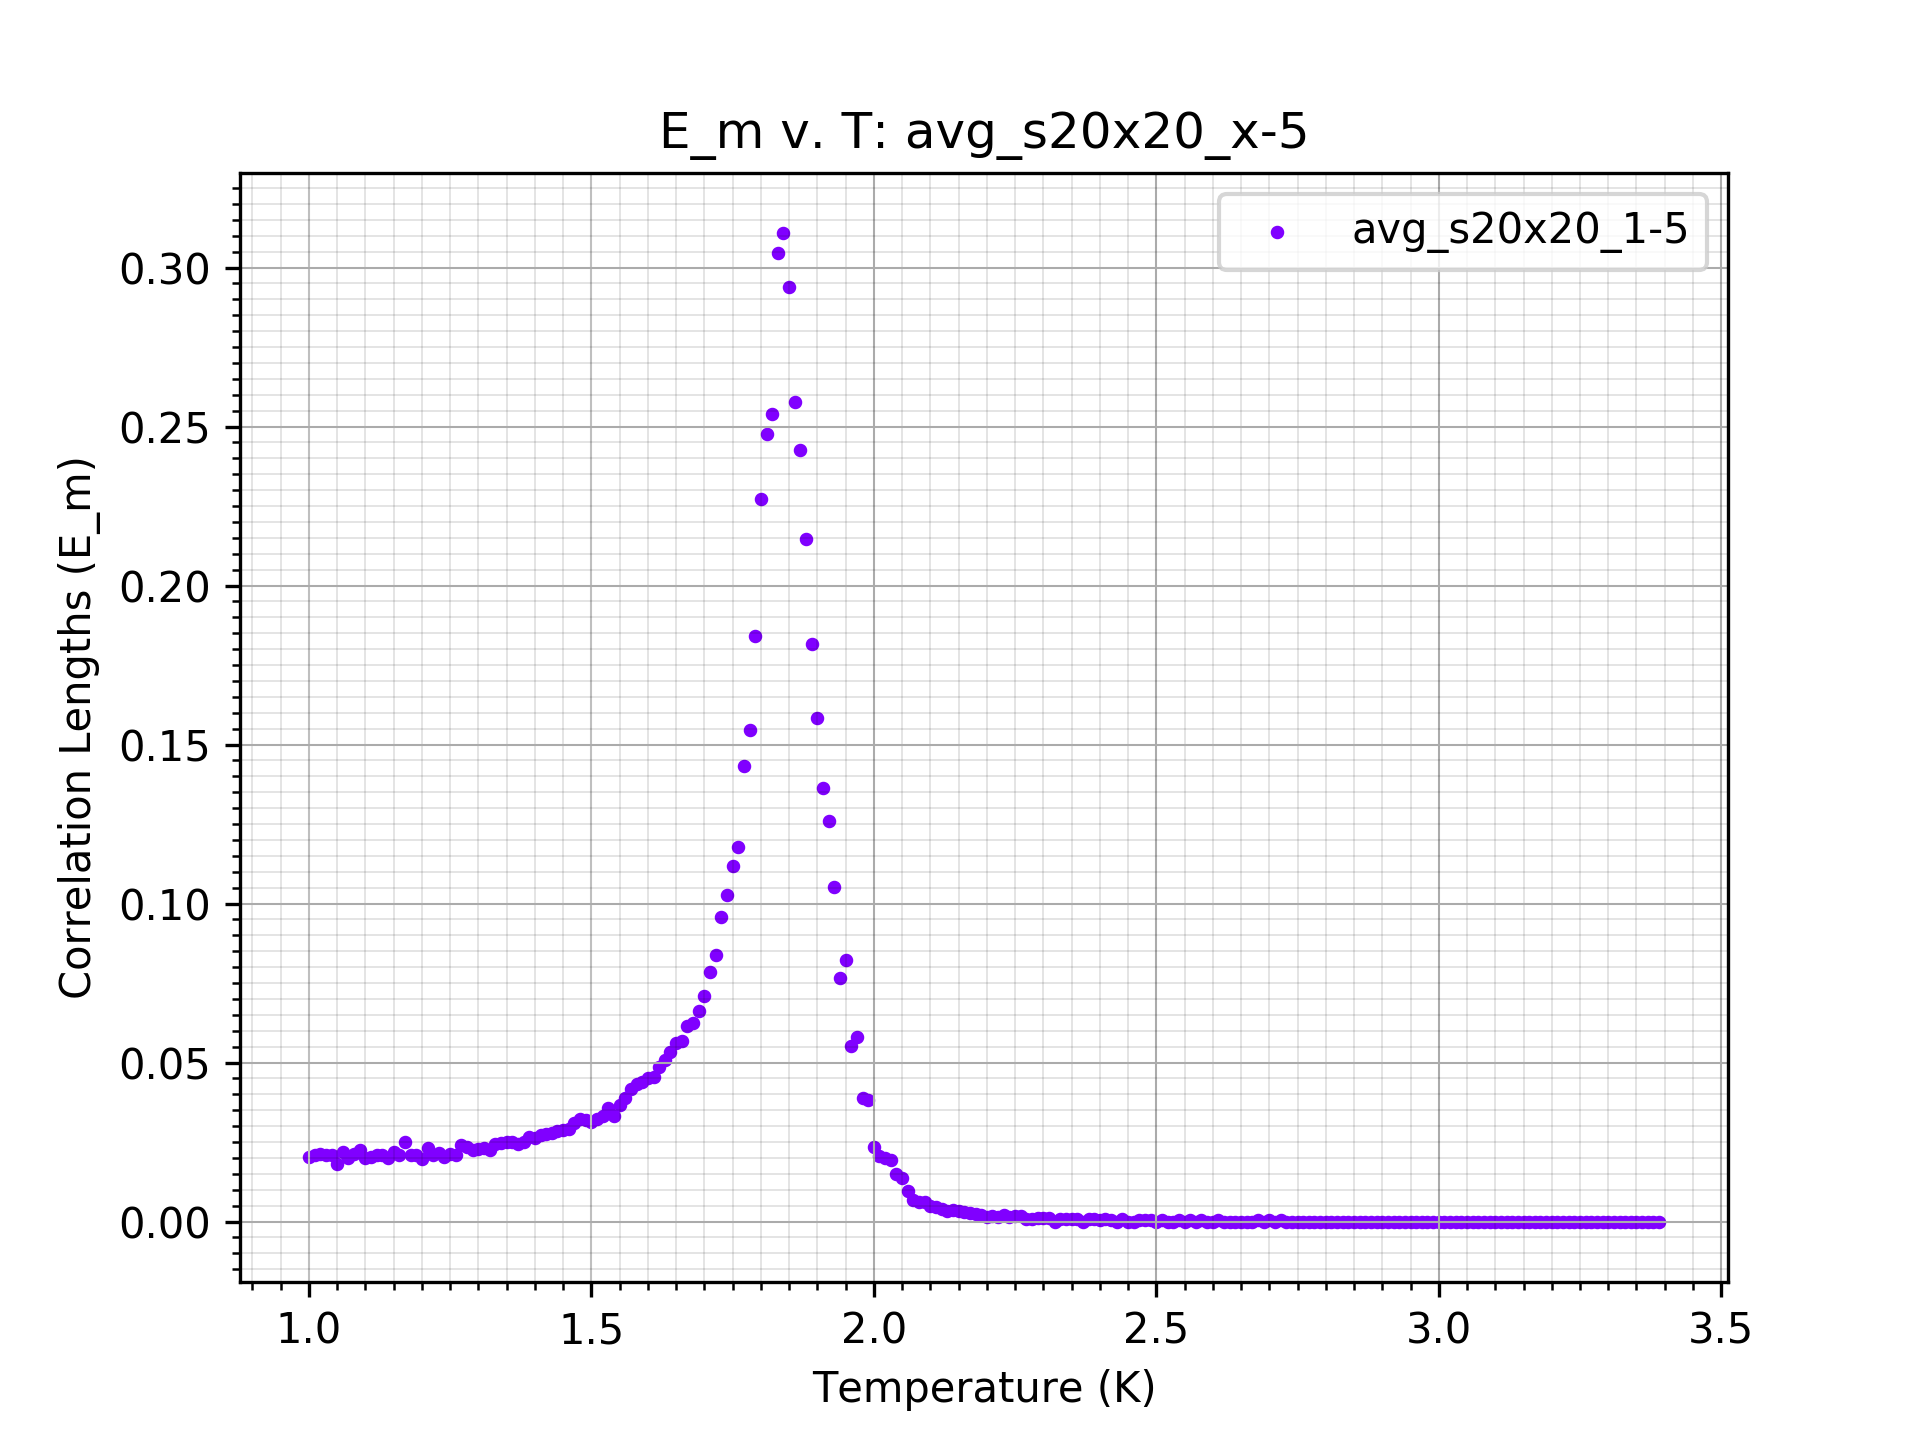 E_m v. T: avg_s20x20_x-5
avg_s20x20_1-5
Correlation Lengths (E_m)
0.30
0.25
0.20
0.15
0.10
0.05
0.00
1.0 1.5 2.0 2.5 3.0 3.5
Temperature (K)